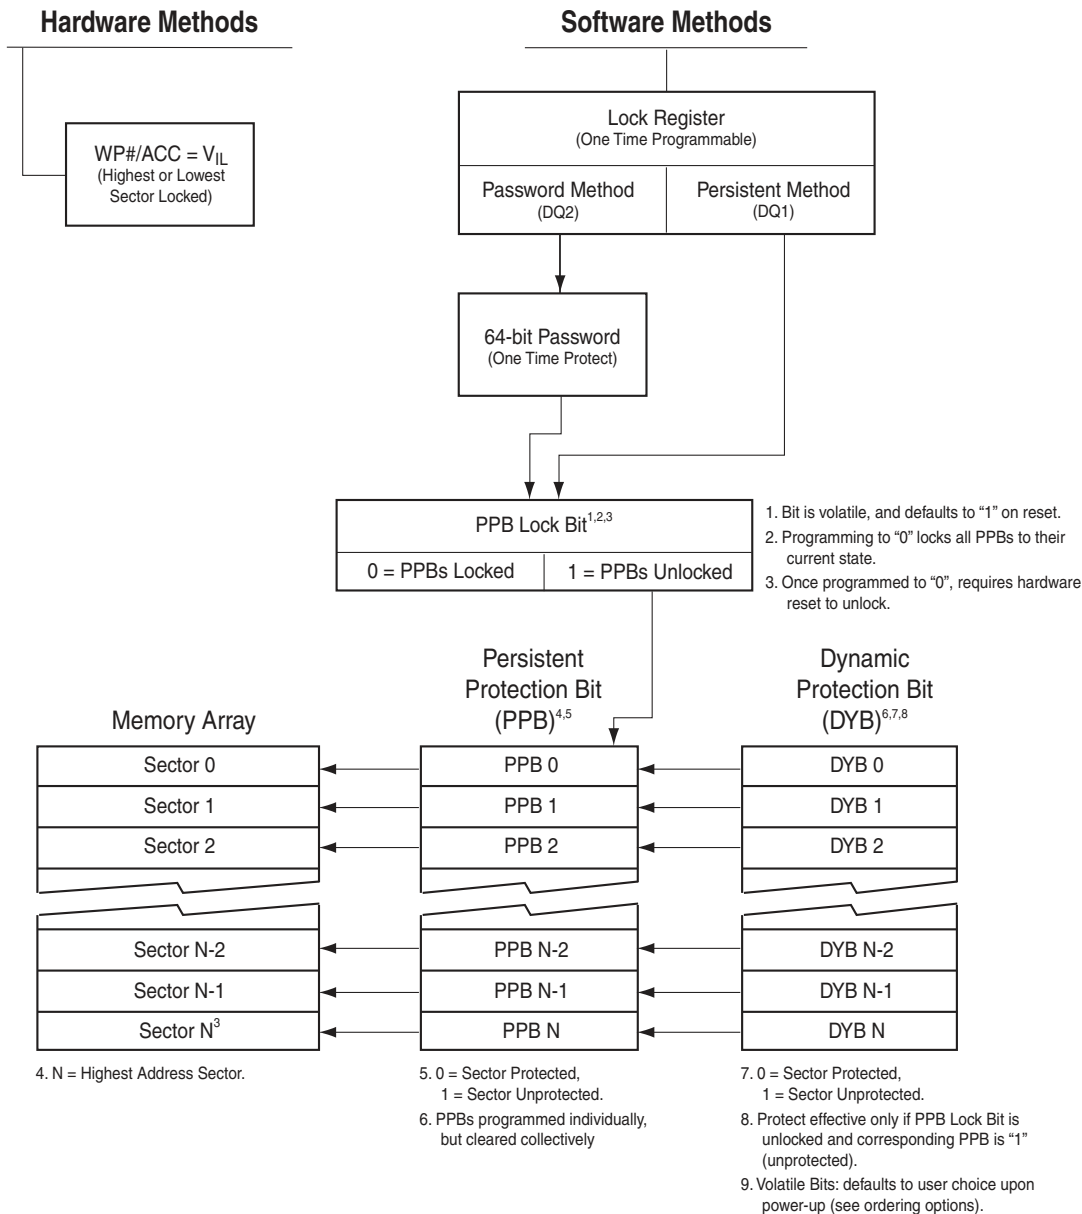 Hardware Methods
Software Methods
WP#/ACC = VIL
(Highest or Lowest
Sector Locked)
Lock Register
(One Time Programmable)
Password Method
(DQ2)
Persistent Method
(DQ1)
64-bit Password
(One Time Protect)
PPB Lock Bit1,2,3
0 = PPBs Locked
1 = PPBs Unlocked
1. Bit is volatile, and defaults to “1” on reset.
2. Programming to “0” locks all PPBs to their
current state.
3. Once programmed to “0”, requires hardware
reset to unlock.
Memory Array
Persistent
Protection Bit
(PPB)4,5
Dynamic
Protection Bit
(DYB)6,7,8
Sector 0
PPB 0
DYB 0
Sector 1
PPB 1
DYB 1
Sector 2
PPB 2
DYB 2
Sector N-2
PPB N-2
DYB N-2
Sector N-1
PPB N-1
DYB N-1
Sector N3
PPB N
DYB N
4. N = Highest Address Sector.
5. 0 = Sector Protected,
1 = Sector Unprotected.
6. PPBs programmed individually,
but cleared collectively
7. 0 = Sector Protected,
1 = Sector Unprotected.
8. Protect effective only if PPB Lock Bit is
unlocked and corresponding PPB is “1”
(unprotected).
9. Volatile Bits: defaults to user choice upon
power-up (see ordering options).